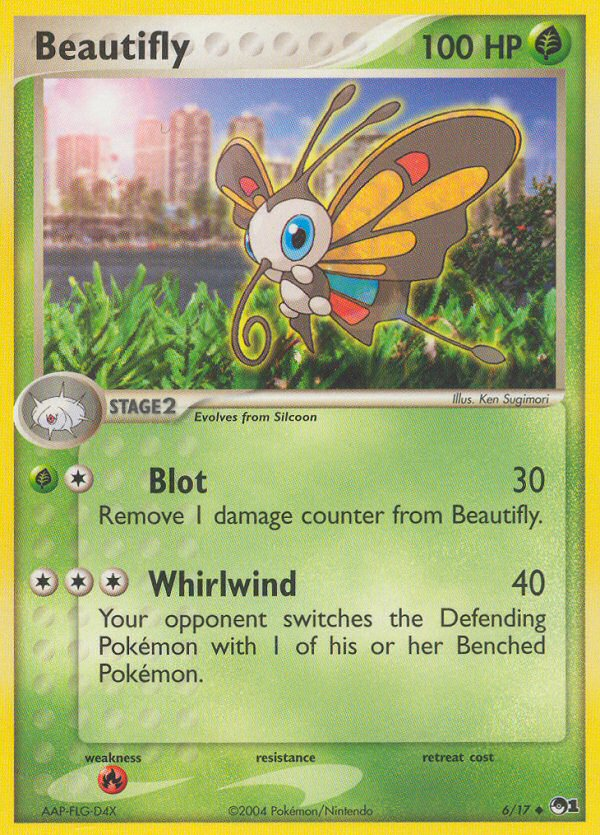 Beautifly 100 HP
Illus. Ken Sugimori
STAGE2
Evolves from Silcoon
Blot 30
Remove 1 damage counter from Beautifly.
Whirlwind 40
Your opponent switches the Defending
Pokémon with 1 of his or her Benched
Pokémon.
weakness resistance retreat cost
AAP-FLG-D4X ©2004 Pokémon/Nintendo 6/17 ◆ 1